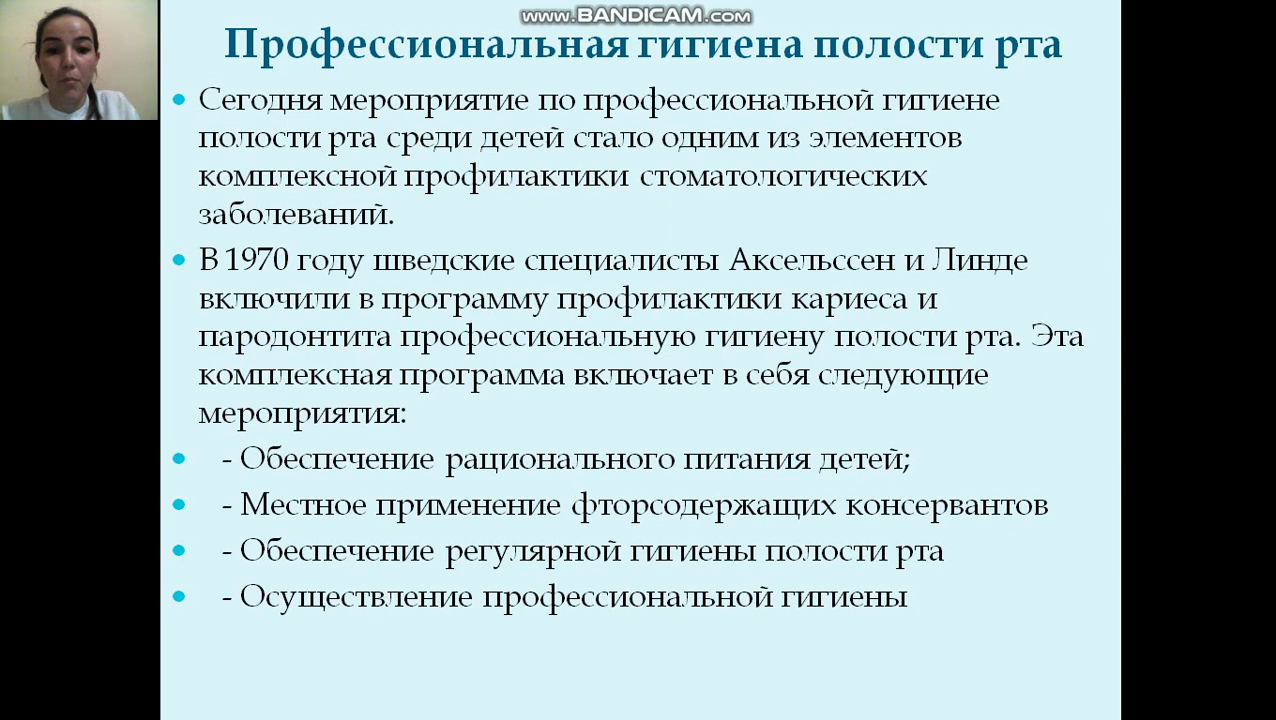 www.BANDICAM.com
Профессиональная гигиена полости рта
Сегодня мероприятие по профессиональной гигиене
полости рта среди детей стало одним из элементов
комплексной профилактики стоматологических
заболеваний.
В 1970 году шведские специалисты Аксельссен и Линде
включили в программу профилактики кариеса и
пародонтита профессиональную гигиену полости рта. Эта
комплексная программа включает в себя следующие
мероприятия:
- Обеспечение рационального питания детей;
- Местное применение фторсодержащих консервантов
- Обеспечение регулярной гигиены полости рта
- Осуществление профессиональной гигиены